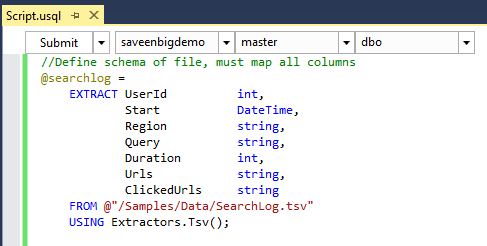 Script.usql
Submit saveenbigdemo master dbo
//Define schema of file, must map all columns
@searchlog =
    EXTRACT UserId          int,
            Start           DateTime,
            Region          string,
            Query           string,
            Duration        int,
            Urls            string,
            ClickedUrls     string
    FROM @"/Samples/Data/SearchLog.tsv"
    USING Extractors.Tsv();